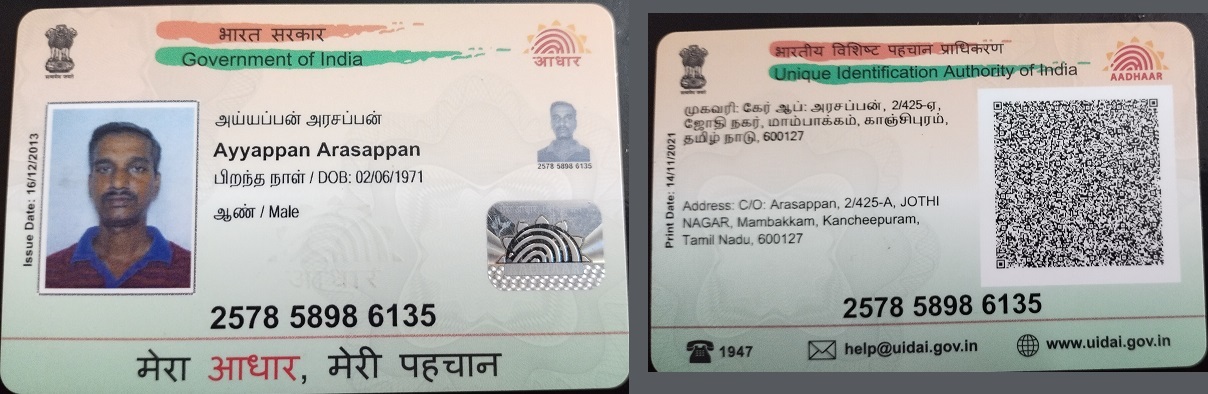 भारत सरकार
Government of India
आधार
Issue Date: 16/12/2013
அய்யப்பன் அரசப்பன்
Ayyappan Arasappan
பிறந்த நாள் / DOB: 02/06/1971
ஆண் / Male
2578 5898 6135
2578 5898 6135
मेरा आधार, मेरी पहचान
भारतीय विशिष्ट पहचान प्राधिकरण
Unique Identification Authority of India
AADHAAR
Print Date: 14/11/2021
முகவரி: கேர் ஆப்: அரசப்பன், 2/425-ஏ,
ஜோதி நகர், மாம்பாக்கம், காஞ்சிபுரம்,
தமிழ் நாடு, 600127
Address: C/O: Arasappan, 2/425-A, JOTHI
NAGAR, Mambakkam, Kancheepuram,
Tamil Nadu, 600127
2578 5898 6135
1947
help@uidai.gov.in
www.uidai.gov.in